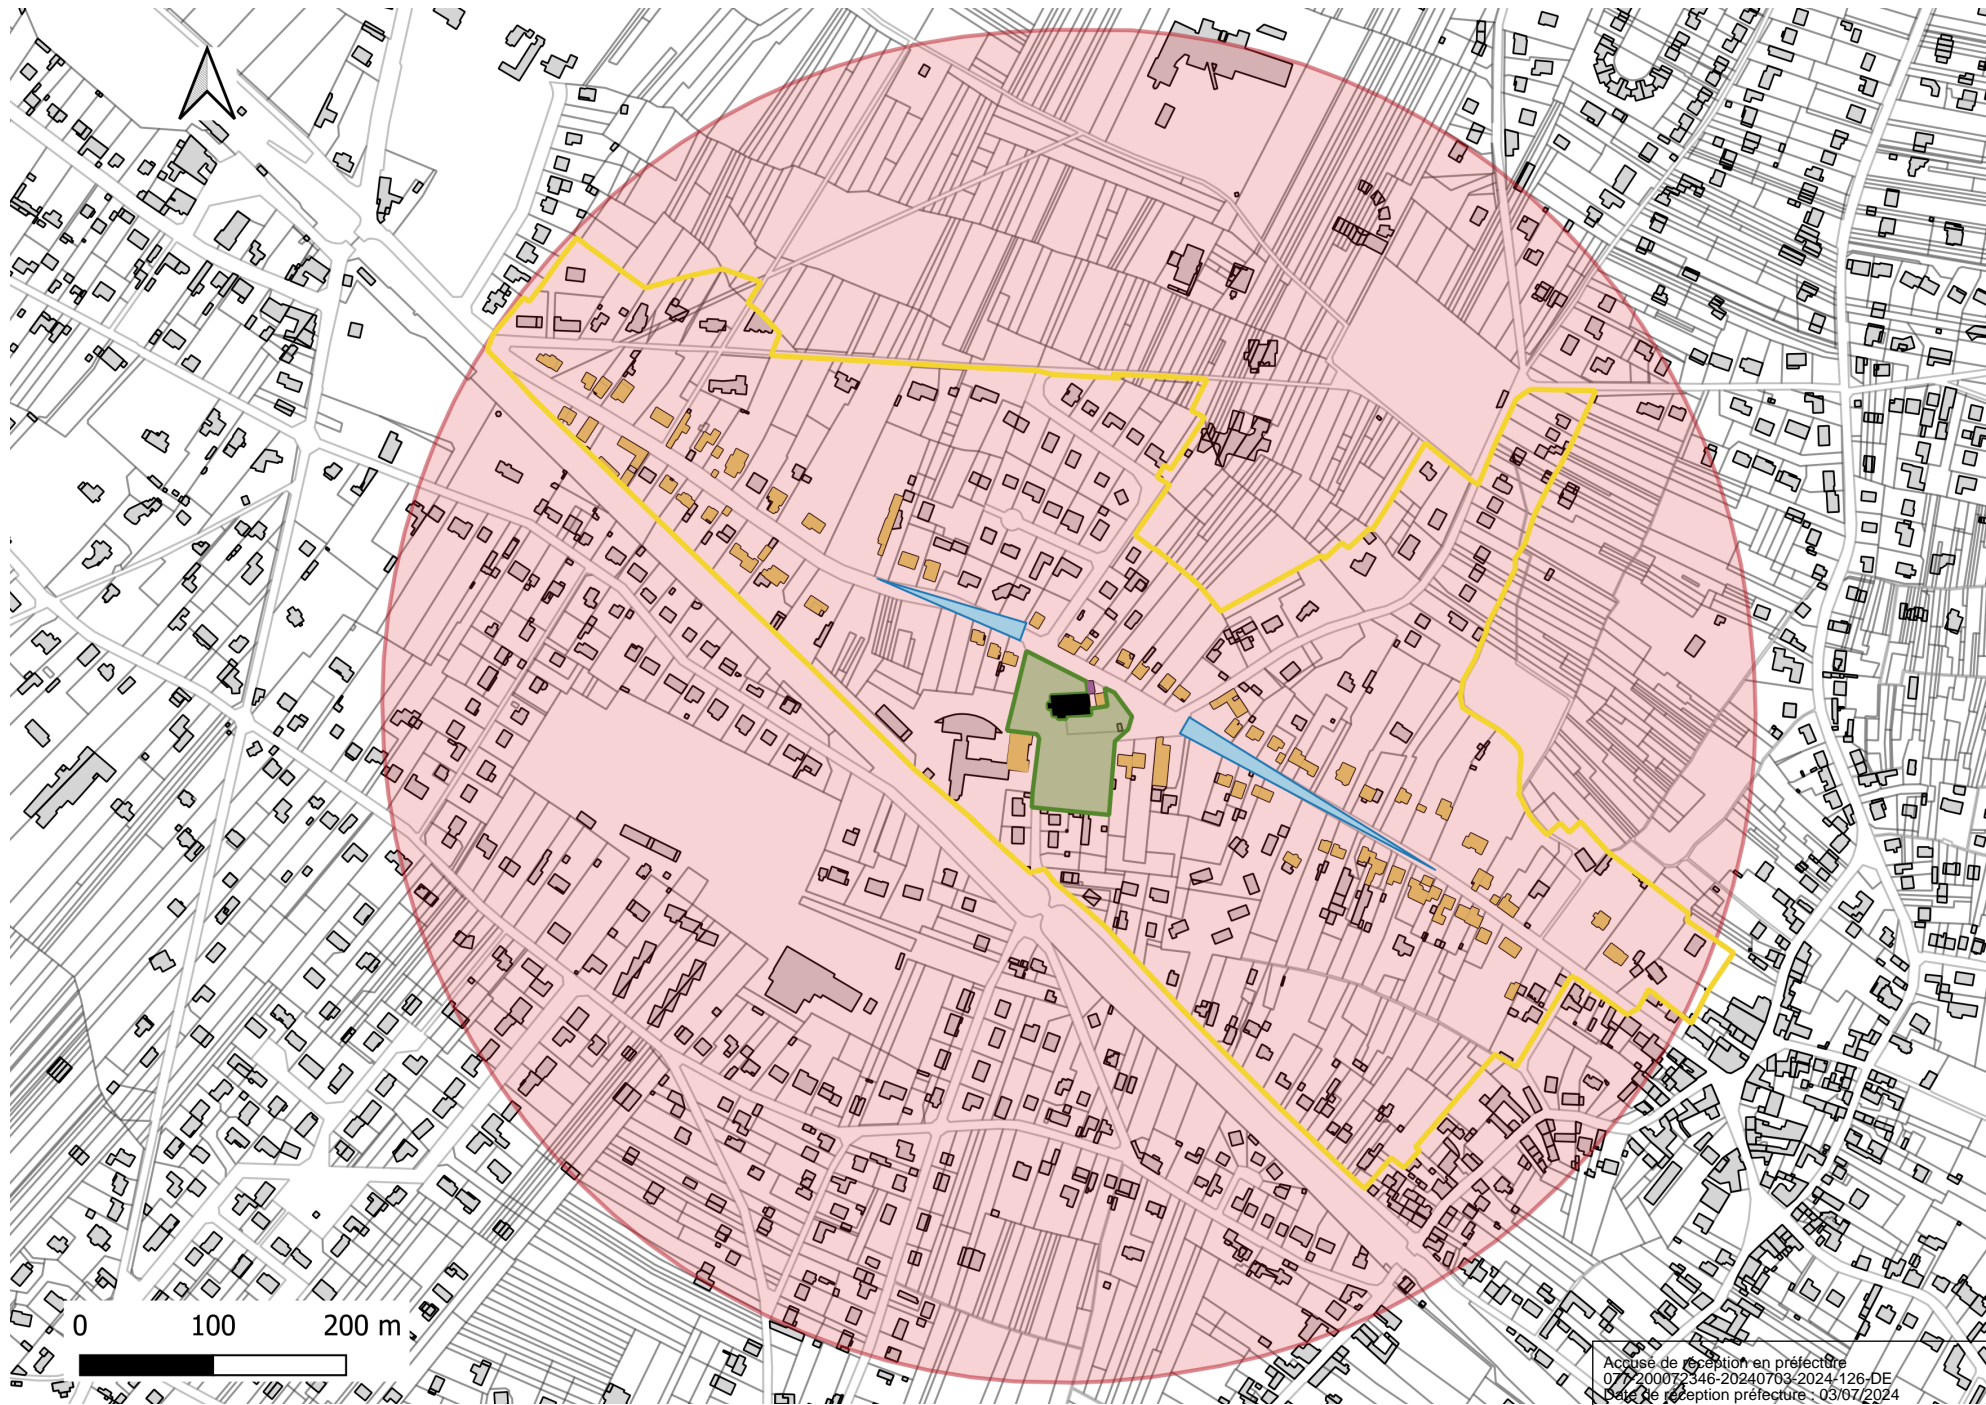 0 100 200 m
Accusé de réception en préfecture
077-200072346-20240703-2024-126-DE
Date de réception préfecture : 03/07/2024